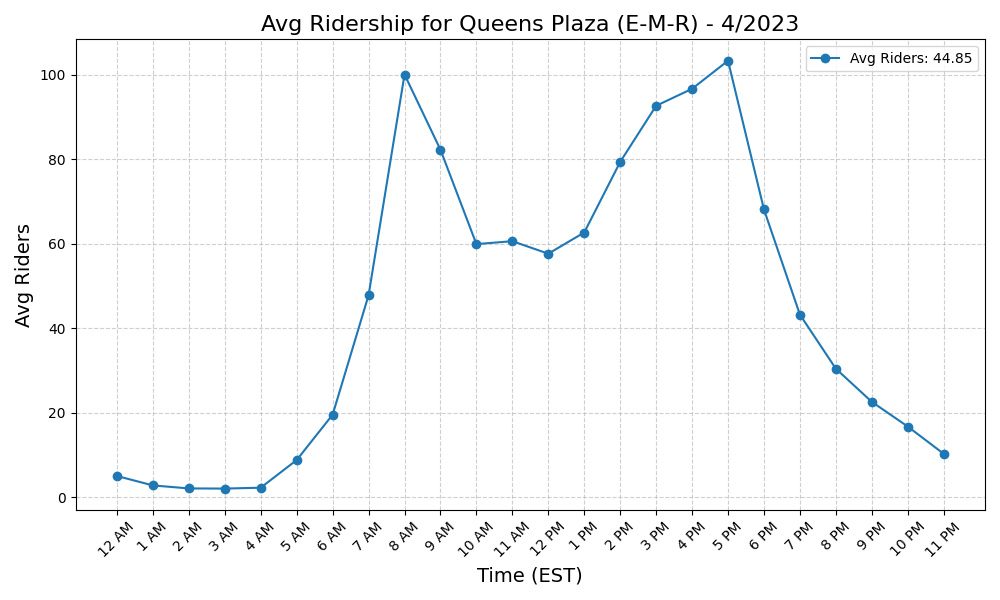 Avg Ridership for Queens Plaza (E-M-R) - 4/2023
Avg Riders: 44.85
Avg Riders
100
80
60
40
20
0
12 AM
1 AM
2 AM
3 AM
4 AM
5 AM
6 AM
7 AM
8 AM
9 AM
10 AM
11 AM
12 PM
1 PM
2 PM
3 PM
4 PM
5 PM
6 PM
7 PM
8 PM
9 PM
10 PM
11 PM
Time (EST)